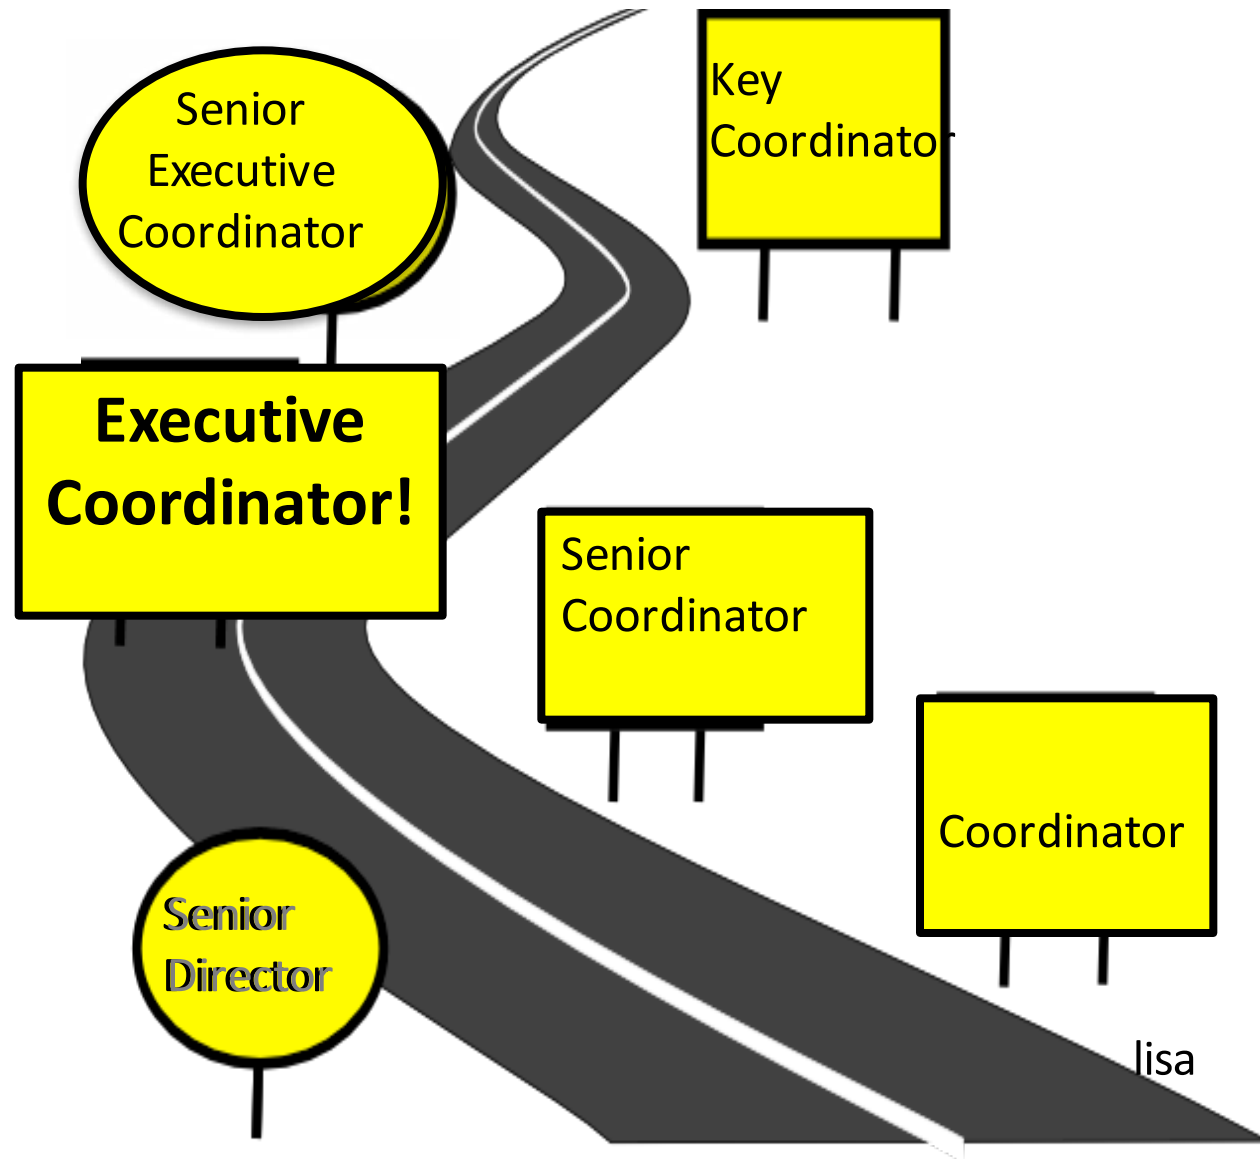 Senior
Executive
Coordinator
Key
Coordinator
Executive
Coordinator!
Senior
Coordinator
Coordinator
Senior
Director
lisa